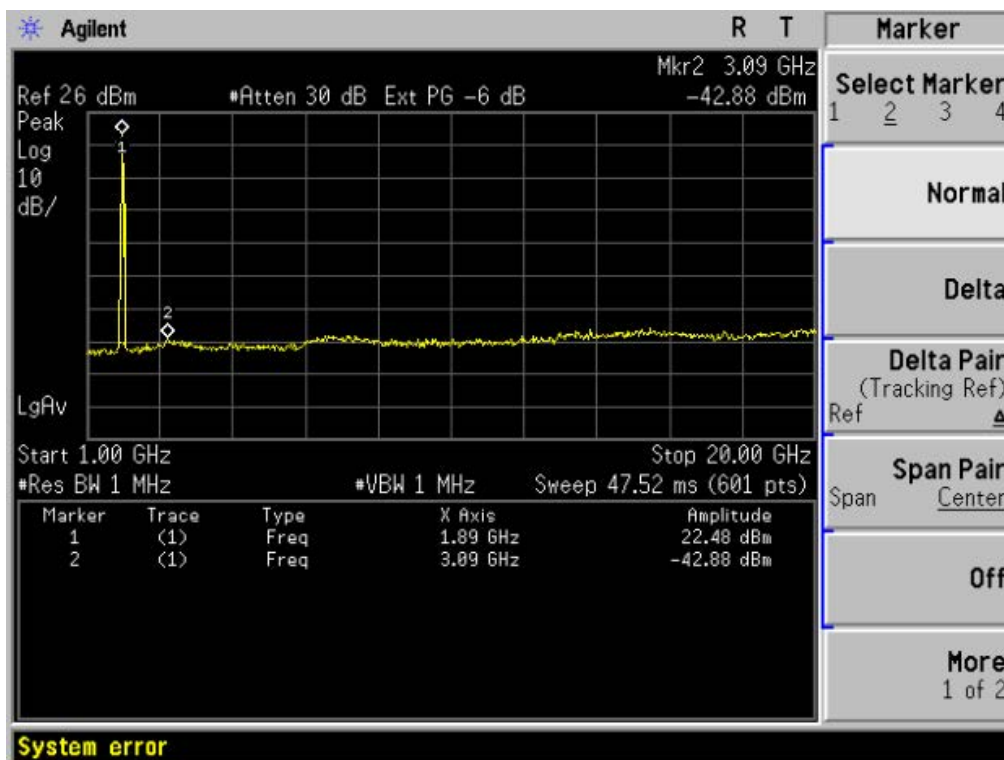 Agilent R T
Mkr2 3.09 GHz
Ref 26 dBm #Atten 30 dB Ext PG -6 dB -42.88 dBm
Peak
Log
10
dB/
1
2
LgAv
Start 1.00 GHz Stop 20.00 GHz
#Res BW 1 MHz #VBW 1 MHz Sweep 47.52 ms (601 pts)
Marker Trace Type X Axis Amplitude
1 (1) Freq 1.89 GHz 22.48 dBm
2 (1) Freq 3.09 GHz -42.88 dBm
System error
Marker
Select Marker
1 2 3 4
Normal
Delta
Delta Pair
(Tracking Ref)
Ref Δ
Span Pair
Span Center
Off
More
1 of 2